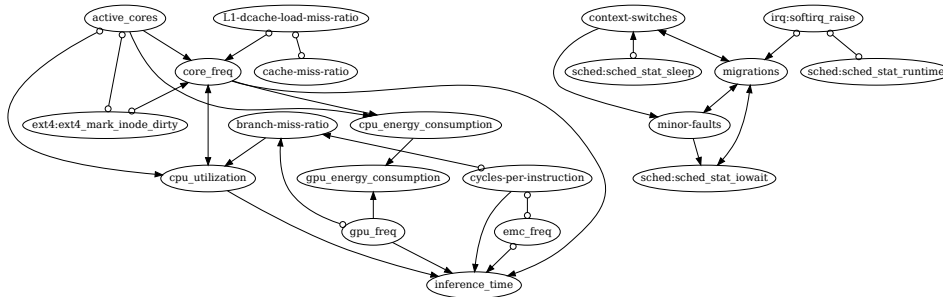 active_cores
L1-dcache-load-miss-ratio
context-switches
irq:softirq_raise
core_freq
cache-miss-ratio
sched:sched_stat_sleep
migrations
sched:sched_stat_runtime
ext4:ext4_mark_inode_dirty
branch-miss-ratio
cpu_energy_consumption
minor-faults
cpu_utilization
gpu_energy_consumption
cycles-per-instruction
sched:sched_stat_iowait
gpu_freq
emc_freq
inference_time